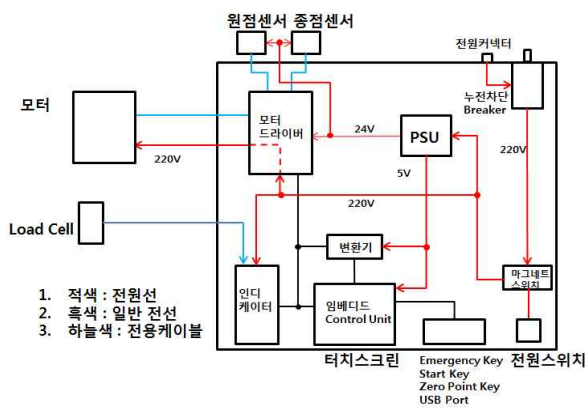 원점센서 종점센서
전원커넥터
누전차단
Breaker
모터
모터
드라이버
24V
PSU
220V
220V
5V
220V
Load Cell
변환기
마그네트
스위치
인디
케이터
임베디드
Control Unit
1. 적색 : 전원선
2. 흑색 : 일반 전선
3. 하늘색 : 전용케이블
터치스크린
Emergency Key
Start Key
Zero Point Key
USB Port
전원스위치